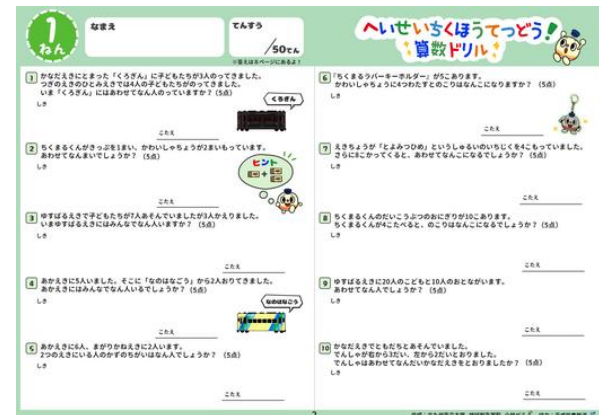 1
ねん
なまえ
てんすう
/50てん
※答えは8ページにあるよ!
へいせいちくほうてつどう!
算数ドリル
1 かなだえきにとまった「くろぎん」に子どもたちが3人のってきました。
つぎのえきのひとみえきでは4人の子どもたちがのってきました。
いま「くろぎん」にはあわせてなん人のっていますか?(5点)
しき
くろぎん
こたえ
2 ちくまるくんがきっぷを1まい、かわいしゃちょうが2まいもっています。
あわせてなんまいでしょうか?(5点)
しき
ヒント
+
こたえ
3 ゆすばるえきで子どもたちが7人あそんでいましたが3人かえりました。
いまゆすばるえきにはみんなでなん人いますか?(5点)
しき
こたえ
4 あかえきに5人いました。そこに「なのはなごう」から2人おりてきました。
あかえきにはみんなでなん人いるでしょうか?(5点)
しき
なのはなごう
こたえ
5 あかえきに6人、まがりかねえきに2人います。
2つのえきにいる人のかずのちがいはなん人でしょうか?(5点)
しき
こたえ
6 「ちくまるラバーキーホルダー」が5こあります。
かわいしゃちょうに4つわたすとのこりはなんこになりますか?(5点)
しき
こたえ
7 えきちょうが「とよみつひめ」というしゅるいのいちじくを4こもっていました。
さらに8こかってくると、あわせてなんこになるでしょうか?(5点)
しき
こたえ
8 ちくまるくんのだいこうぶつのおにぎりが10こあります。
ちくまるくんが4こたべると、のこりはなんこになるでしょうか?(5点)
しき
こたえ
9 ゆすばるえきに20人のこどもと10人のおとながいます。
あわせてなん人でしょうか?(5点)
しき
こたえ
10 かなだえきでともだちとあそんでいました。
でんしゃが右から3だい、左から2だいとおりました。
でんしゃはあわせてなんだいかなだえきをとおりましたか?(5点)
しき
こたえ
2